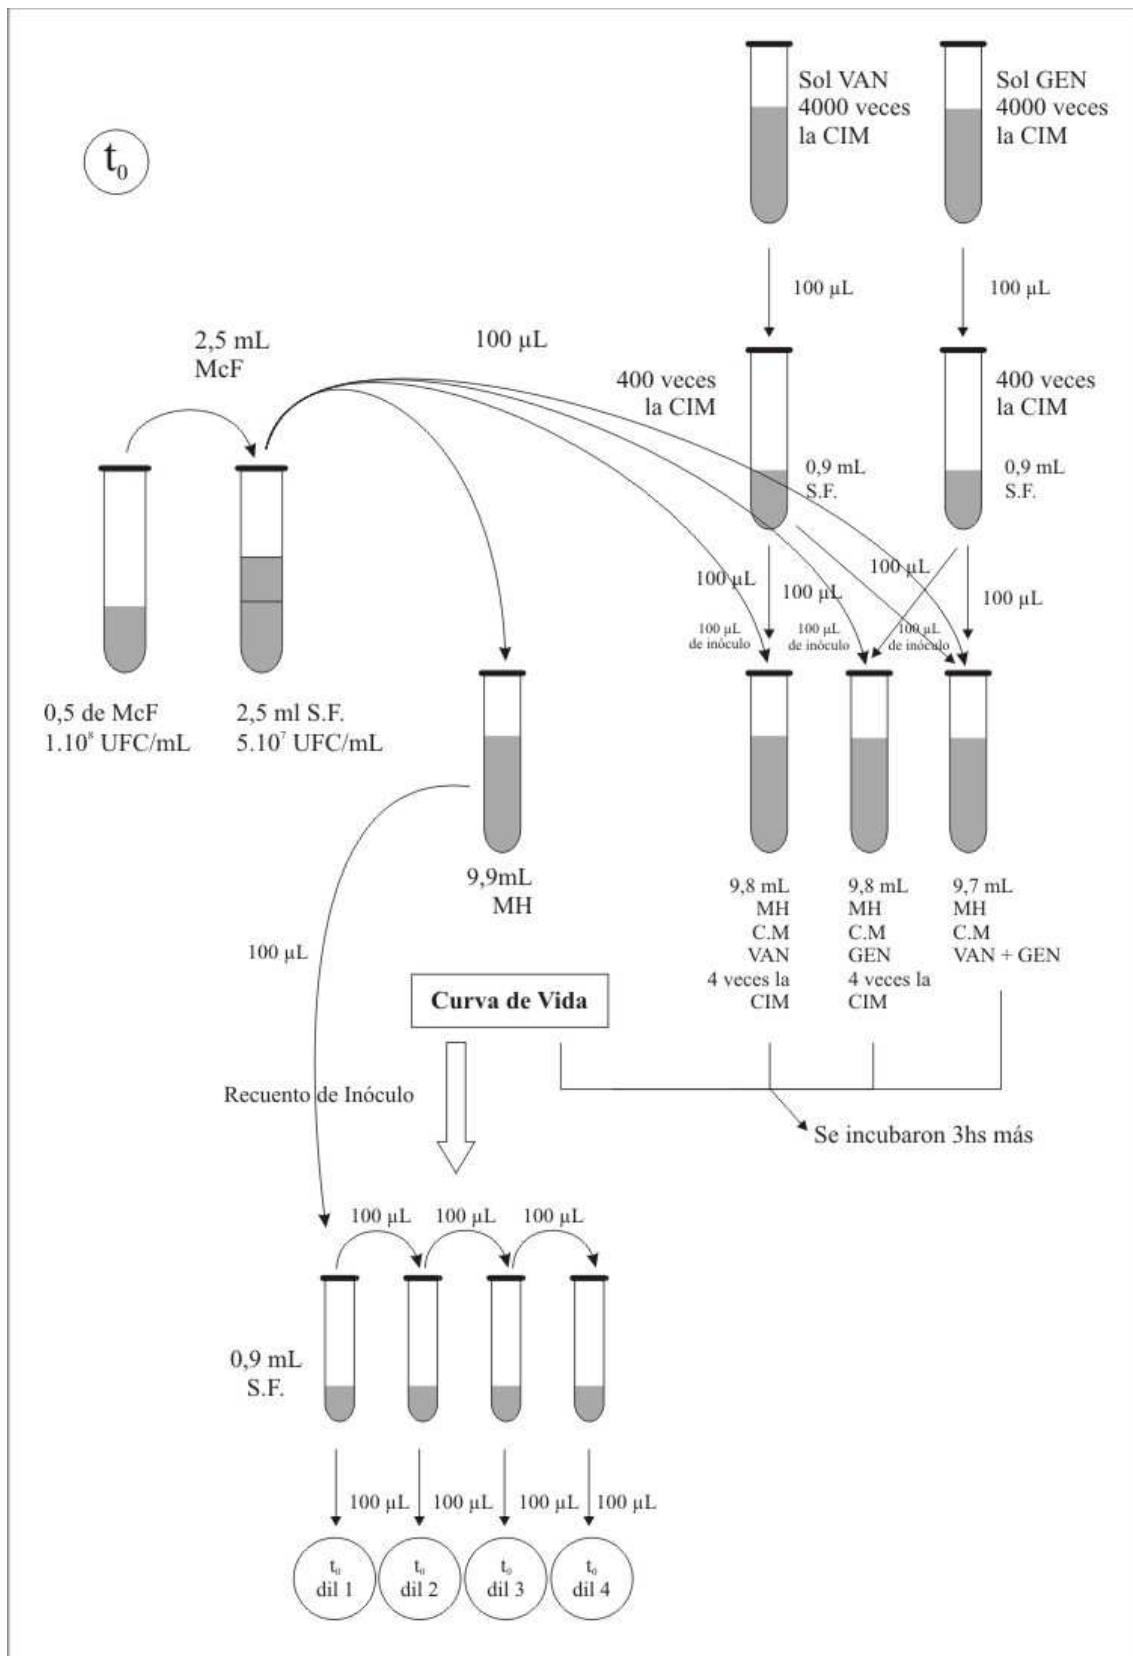 t₀
Sol VAN
4000 veces
la CIM
Sol GEN
4000 veces
la CIM
100 µL
100 µL
2,5 mL
McF
100 µL
400 veces
la CIM
400 veces
la CIM
0,9 mL
S.F.
0,9 mL
S.F.
100 µL
100 µL
100 µL
100 µL
100 µL
de inóculo
100 µL
de inóculo
100 µL
de inóculo
0,5 de McF
1.10⁸ UFC/mL
2,5 ml S.F.
5.10⁷ UFC/mL
9,9mL
MH
9,8 mL
MH
C.M
VAN
4 veces la
CIM
9,8 mL
MH
C.M
GEN
4 veces la
CIM
9,7 mL
MH
C.M
VAN + GEN
100 µL
Curva de Vida
Recuento de Inóculo
Se incubaron 3hs más
100 µL
100 µL
100 µL
0,9 mL
S.F.
100 µL
100 µL
100 µL
100 µL
t₀
dil 1
t₀
dil 2
t₀
dil 3
t₀
dil 4